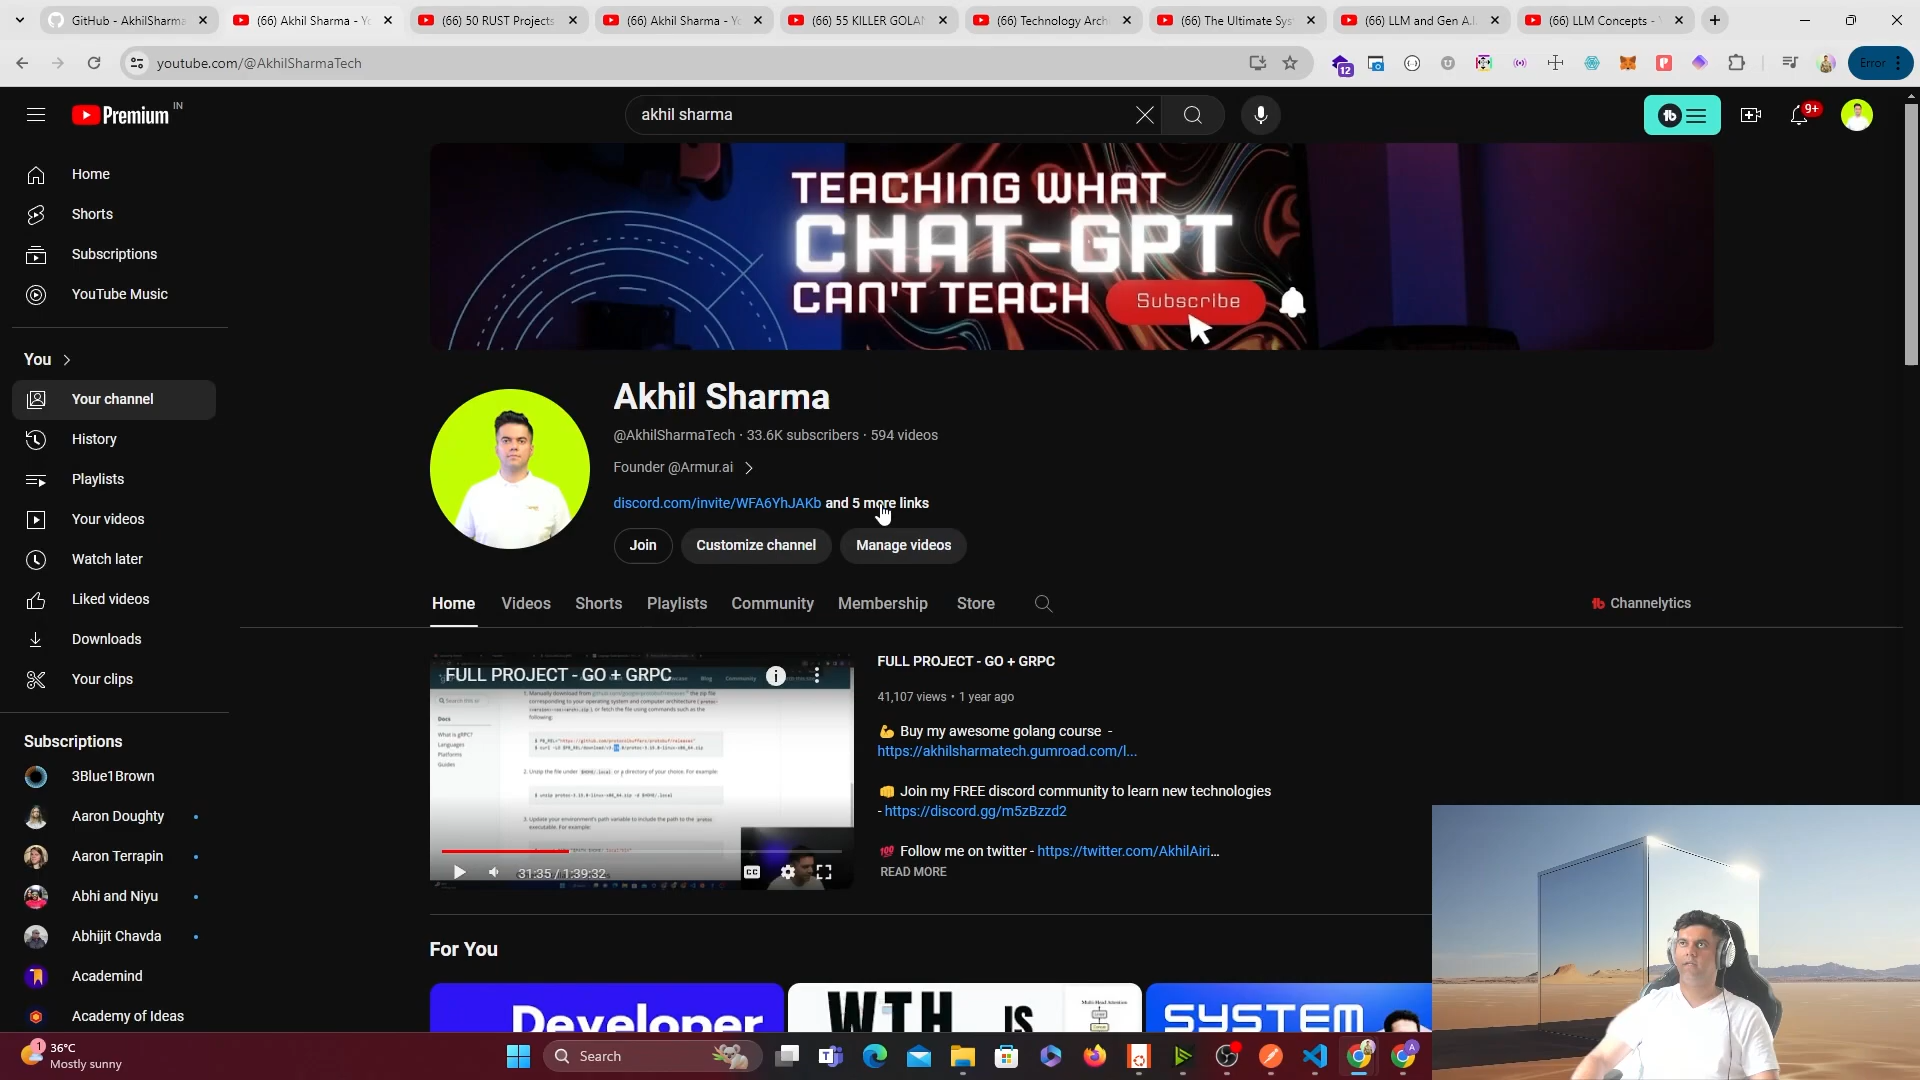 GitHub - AkhilSharma
(66) Akhil Sharma - Yo
(66) 50 RUST Projects
(66) Akhil Sharma - Yo
(66) 55 KILLER GOLAN
(66) Technology Arch
(66) The Ultimate Sys
(66) LLM and Gen A.I.
(66) LLM Concepts - Y
youtube.com/@AkhilSharmaTech
12
Error
Premium
IN
akhil sharma
9+
Home
Shorts
Subscriptions
YouTube Music
You
Your channel
History
Playlists
Your videos
Watch later
Liked videos
Downloads
Your clips
Subscriptions
3Blue1Brown
Aaron Doughty
Aaron Terrapin
Abhi and Niyu
Abhijit Chavda
Academind
Academy of Ideas
TEACHING WHAT
CHAT-GPT
CAN'T TEACH
Subscribe
Akhil Sharma
@AkhilSharmaTech · 33.6K subscribers · 594 videos
Founder @Armur.ai
discord.com/invite/WFA6YhJAKb and 5 more links
Join
Customize channel
Manage videos
Home
Videos
Shorts
Playlists
Community
Membership
Store
Channelytics
FULL PROJECT - GO + GRPC
31:35 / 1:39:32
FULL PROJECT - GO + GRPC
41,107 views • 1 year ago
💪 Buy my awesome golang course -
https://akhilsharmatech.gumroad.com/l...
👊 Join my FREE discord community to learn new technologies
- https://discord.gg/m5zBzzd2
💯 Follow me on twitter - https://twitter.com/AkhilAiri...
READ MORE
For You
Developer
WTH IS
Multi-Head Attention
SYSTEM
1
36°C
Mostly sunny
Search